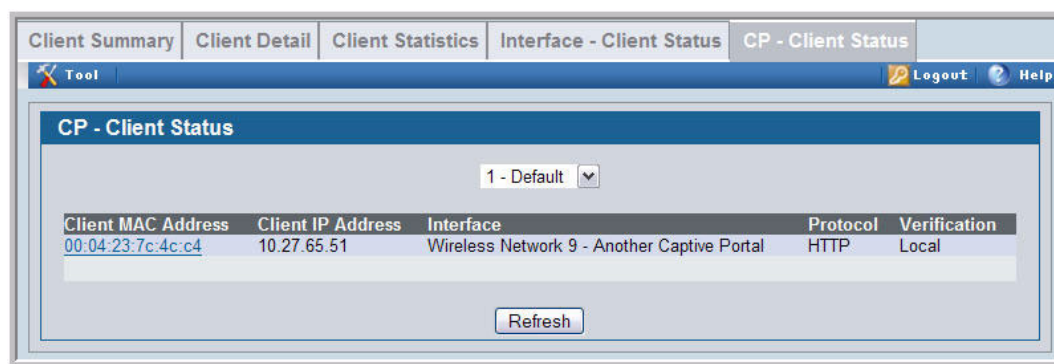 Client Summary Client Detail Client Statistics Interface - Client Status CP - Client Status
Tool Logout Help
CP - Client Status
1 - Default
Client MAC Address Client IP Address Interface Protocol Verification
00:04:23:7c:4c:c4 10.27.65.51 Wireless Network 9 - Another Captive Portal HTTP Local
Refresh